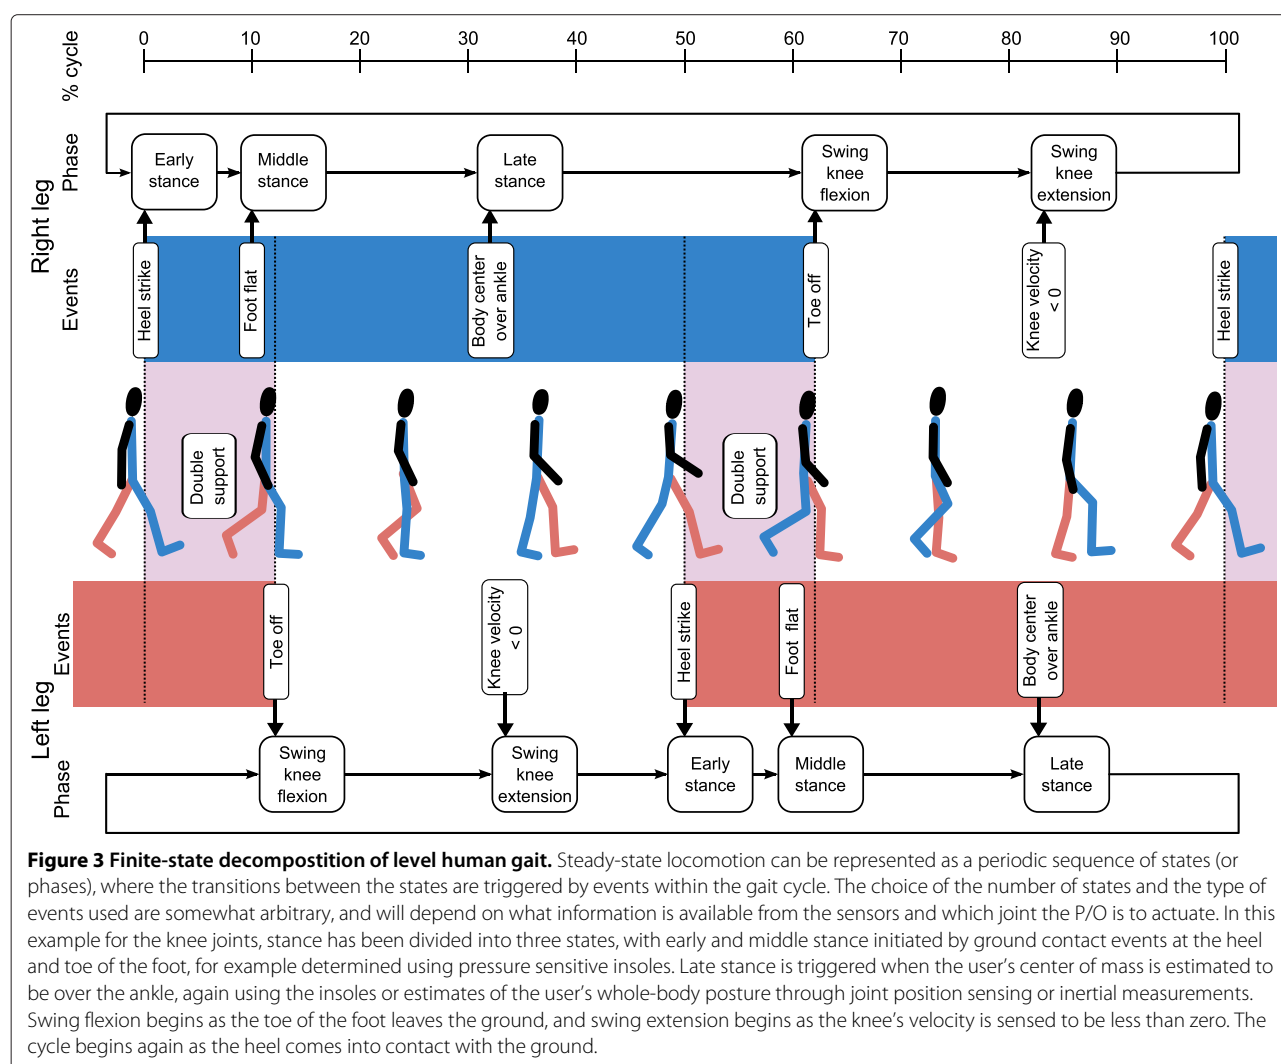 % cycle
0 10 20 30 40 50 60 70 80 90 100
Right leg
Phase
Early
stance
Middle
stance
Late
stance
Swing
knee
flexion
Swing
knee
extension
Events
Heel strike
Foot flat
Body center
over ankle
Toe off
Knee velocity
< 0
Heel strike
Double
support
Double
support
Left leg
Events
Toe off
Knee velocity
< 0
Heel strike
Foot flat
Body center
over ankle
Phase
Swing
knee
flexion
Swing
knee
extension
Early
stance
Middle
stance
Late
stance
Figure 3 Finite-state decompostition of level human gait. Steady-state locomotion can be represented as a periodic sequence of states (or
phases), where the transitions between the states are triggered by events within the gait cycle. The choice of the number of states and the type of
events used are somewhat arbitrary, and will depend on what information is available from the sensors and which joint the P/O is to actuate. In this
example for the knee joints, stance has been divided into three states, with early and middle stance initiated by ground contact events at the heel
and toe of the foot, for example determined using pressure sensitive insoles. Late stance is triggered when the user's center of mass is estimated to
be over the ankle, again using the insoles or estimates of the user's whole-body posture through joint position sensing or inertial measurements.
Swing flexion begins as the toe of the foot leaves the ground, and swing extension begins as the knee's velocity is sensed to be less than zero. The
cycle begins again as the heel comes into contact with the ground.